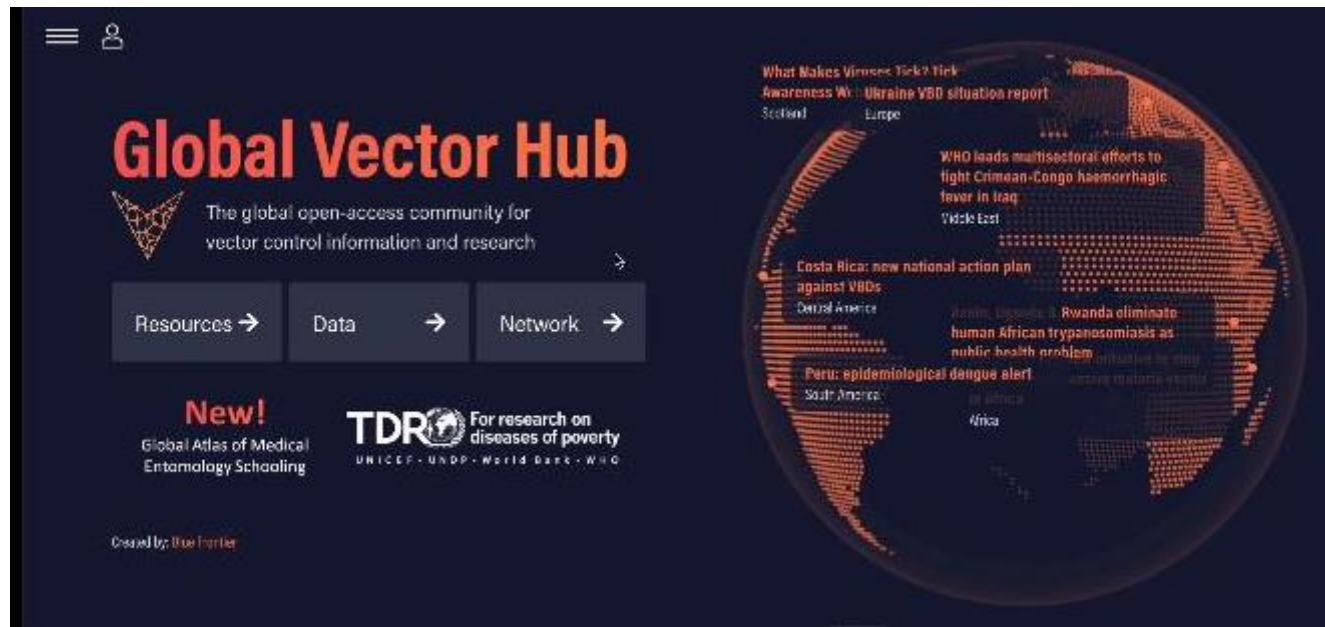 Global Vector Hub
The global open-access community for
vector control information and research
Resources
Data
Network
New!
Global Atlas of Medical
Entomology Schooling
TDR
For research on
diseases of poverty
UNICEF - UNDP - World Bank - WHO
Created by: Blue Frontier
What Makes Viruses Tick? Tick
Awareness
Scotland
Ukraine VBD situation report
Europe
WHO leads multisectoral efforts to
fight Crimean-Congo haemorrhagic
fever in Iraq
Middle East
Costa Rica: new national action plan
against VBDs
Central America
Rwanda eliminate
human African trypanosomiasis as
public health problem
Peru: epidemiological dengue alert
South America
in Africa
Africa